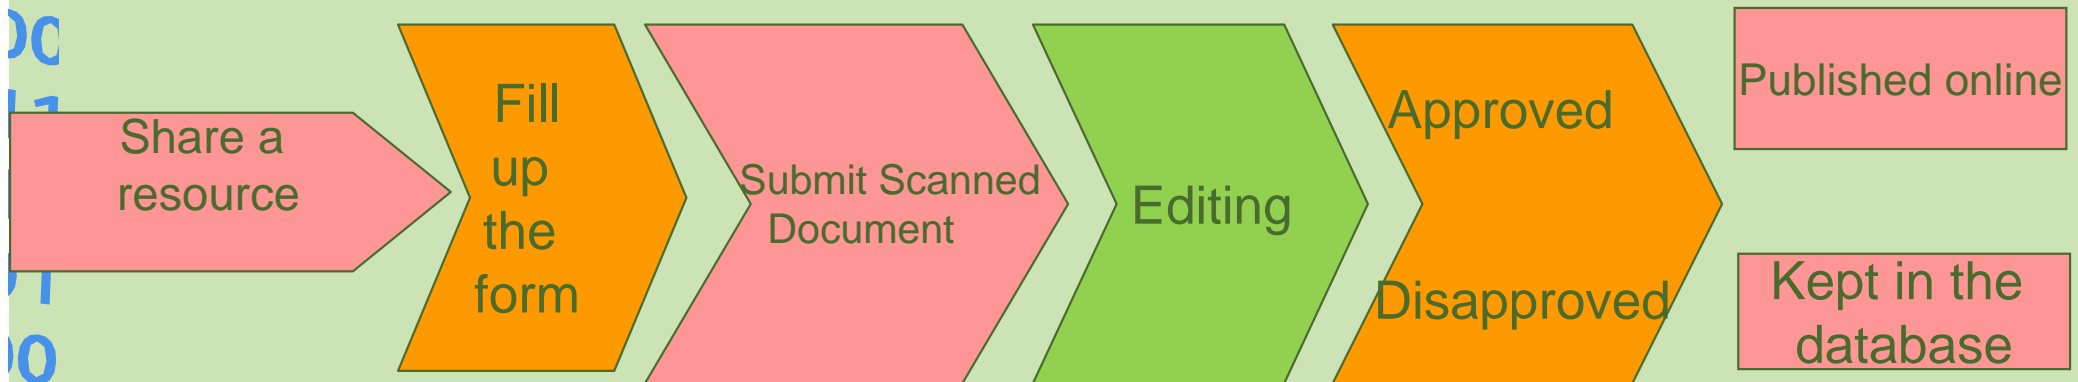 Share a
resource
Fill
up
the
form
Submit Scanned
Document
Editing
Approved
Disapproved
Published online
Kept in the
database